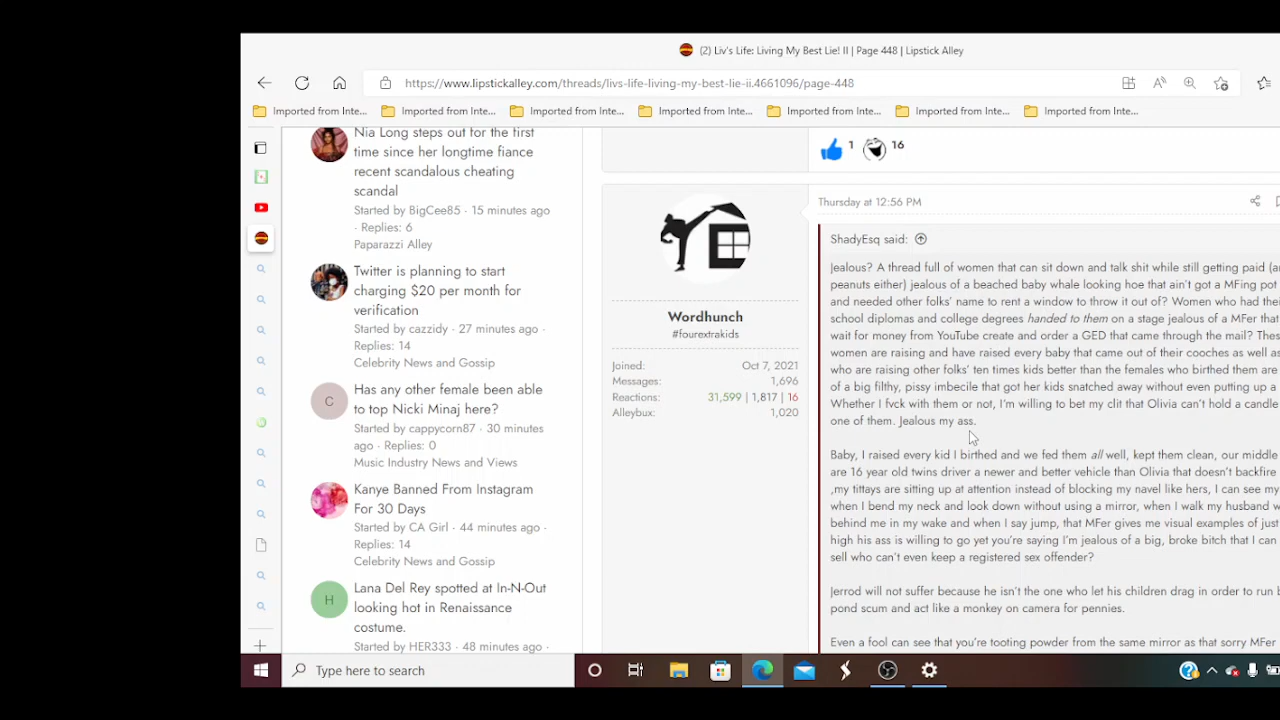 (2) Liv's Life: Living My Best Lie! II | Page 448 | Lipstick Alley
https://www.lipstickalley.com/threads/livs-life-living-my-best-lie-ii.4661096/page-448
Imported from Inte... Imported from Inte... Imported from Inte... Imported from Inte... Imported from Inte... Imported from Inte... Imported from Inte...
Nia Long steps out for the first
time since her longtime fiance
recent scandalous cheating
scandal
Started by BigCee85 · 15 minutes ago
· Replies: 6
Paparazzi Alley
Twitter is planning to start
charging $20 per month for
verification
Started by cazzidy · 27 minutes ago ·
Replies: 14
Celebrity News and Gossip
C
Has any other female been able
to top Nicki Minaj here?
Started by cappycorn87 · 30 minutes
ago · Replies: 0
Music Industry News and Views
Kanye Banned From Instagram
For 30 Days
Started by CA Girl · 44 minutes ago ·
Replies: 14
Celebrity News and Gossip
H
Lana Del Rey spotted at In-N-Out
looking hot in Renaissance
costume.
Started by HER333 · 48 minutes ago ·
1 16
Wordhunch
#fourextrakids
Joined: Oct 7, 2021
Messages: 1,696
Reactions: 31,599 | 1,817 | 16
Alleybux: 1,020
Thursday at 12:56 PM
ShadyEsq said:
Jealous? A thread full of women that can sit down and talk shit while still getting paid
peanuts either) jealous of a beached baby whale looking hoe that ain't got a MFing pot
and needed other folks' name to rent a window to throw it out of? Women who had their
school diplomas and college degrees handed to them on a stage jealous of a MFer that
wait for money from YouTube create and order a GED that came through the mail? These
women are raising and have raised every baby that came out of their cooches as well as
who are raising other folks' ten times kids better than the females who birthed them are
of a big filthy, pissy imbecile that got her kids snatched away without even putting up a
Whether I fvck with them or not, I'm willing to bet my clit that Olivia can't hold a candle
one of them. Jealous my ass.
Baby, I raised every kid I birthed and we fed them all well, kept them clean, our middle
are 16 year old twins driver a newer and better vehicle than Olivia that doesn't backfire
,my tittays are sitting up at attention instead of blocking my navel like hers, I can see my
when I bend my neck and look down without using a mirror, when I walk my husband w
behind me in my wake and when I say jump, that MFer gives me visual examples of just
high his ass is willing to go yet you're saying I'm jealous of a big, broke bitch that I can
sell who can't even keep a registered sex offender?
Jerrod will not suffer because he isn't the one who let his children drag in order to run
pond scum and act like a monkey on camera for pennies.
Even a fool can see that you're tooting powder from the same mirror as that sorry MFer
Type here to search